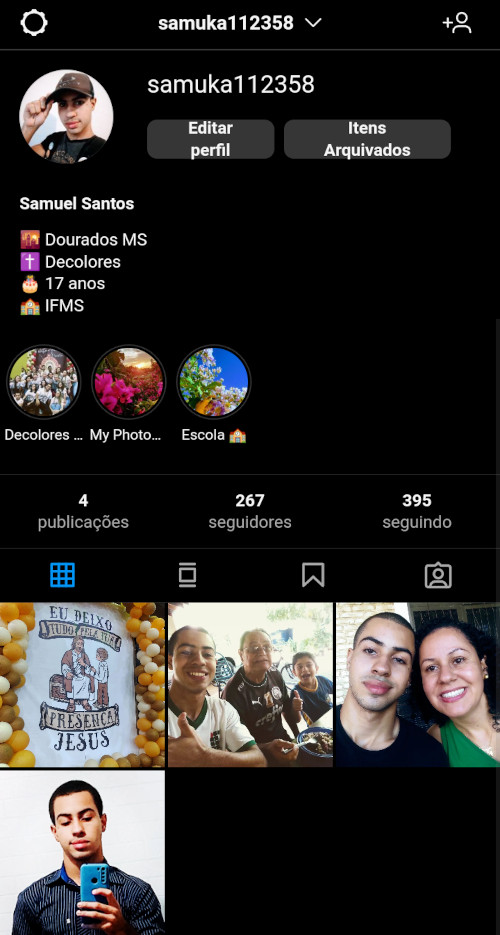 samuka112358
samuka112358
Editar
perfil
Itens
Arquivados
Samuel Santos
🌇 Dourados MS
✝️ Decolores
🎂 17 anos
🏫 IFMS
Decolores ...
My Photo...
Escola 🏫
4
publicações
267
seguidores
395
seguindo
EU DEIXO
TUDO PELA TUA
PRESENÇA
JESUS